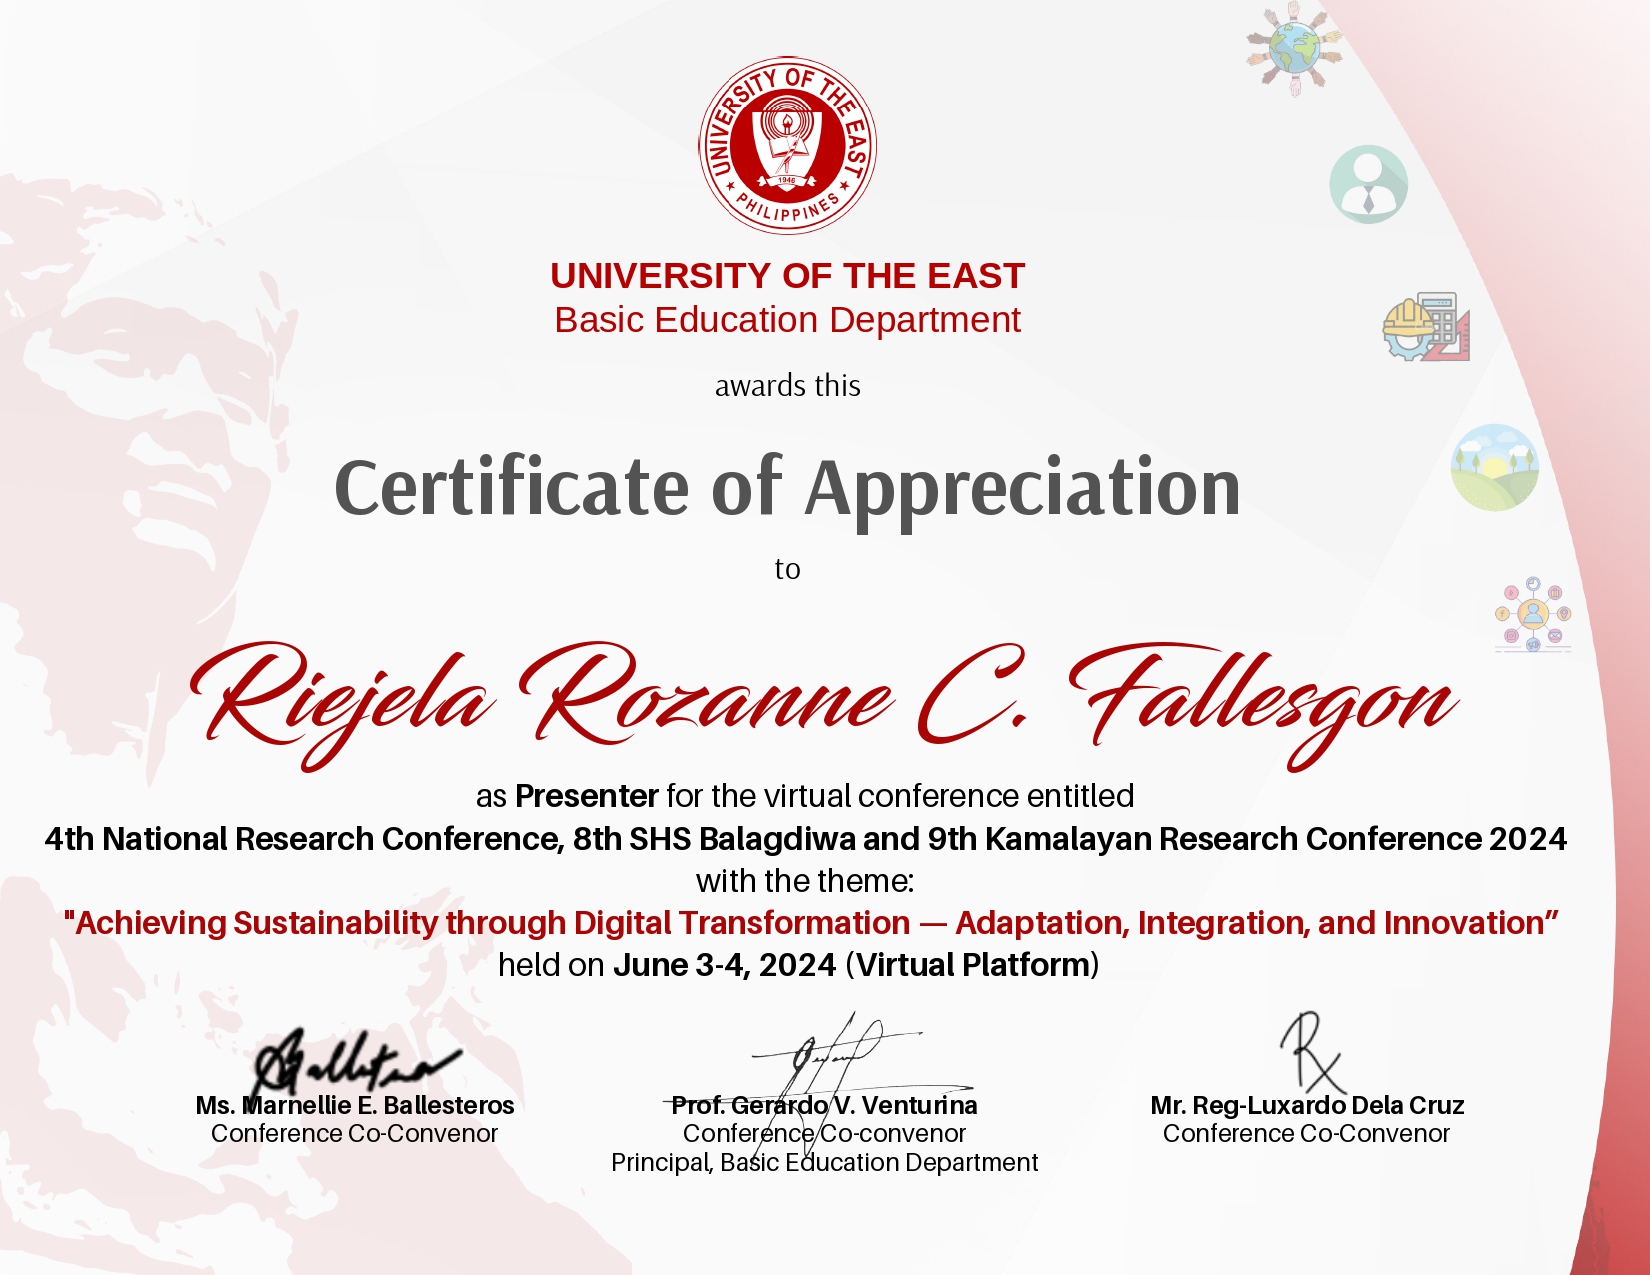 UNIVERSITY OF THE EAST
1946
★ PHILIPPINES ★
UNIVERSITY OF THE EAST
Basic Education Department
awards this
Certificate of Appreciation
to
Riejela Rozanne C. Fallesgon
as Presenter for the virtual conference entitled
4th National Research Conference, 8th SHS Balagdiwa and 9th Kamalayan Research Conference 2024
with the theme:
"Achieving Sustainability through Digital Transformation — Adaptation, Integration, and Innovation”
held on June 3-4, 2024 (Virtual Platform)
Ms. Marnellie E. Ballesteros
Conference Co-Convenor
Prof. Gerardo V. Venturina
Conference Co-convenor
Principal, Basic Education Department
Mr. Reg-Luxardo Dela Cruz
Conference Co-Convenor